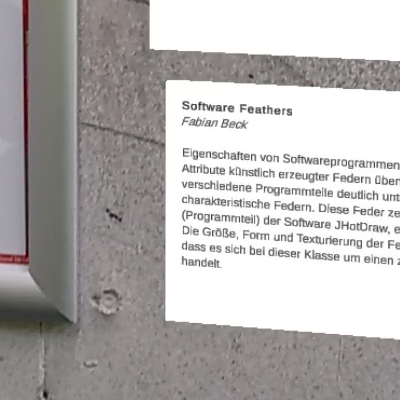 Software Feathers
Fabian Beck
Eigenschaften von Softwareprogrammen
Attribute künstlich erzeugter Federn über
verschiedene Programmteile deutlich unt
charakteristische Federn. Diese Feder ze
(Programmteil) der Software JHotDraw, e
Die Größe, Form und Texturierung der Fe
dass es sich bei dieser Klasse um einen z
handelt.